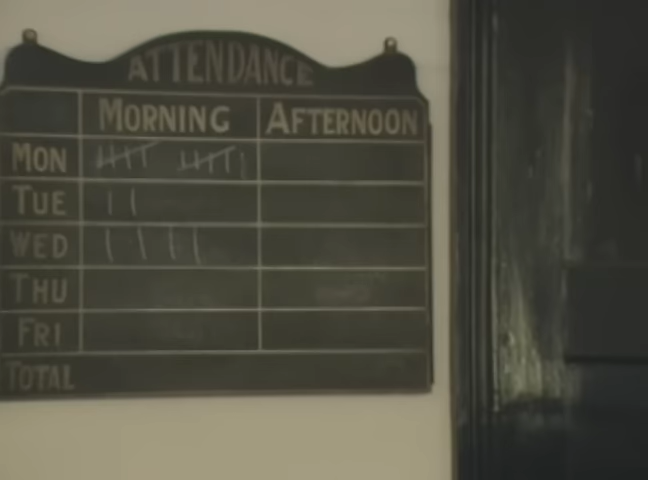 ATTENDANCE
MORNING AFTERNOON
MON
TUE
WED
THU
FRI
TOTAL